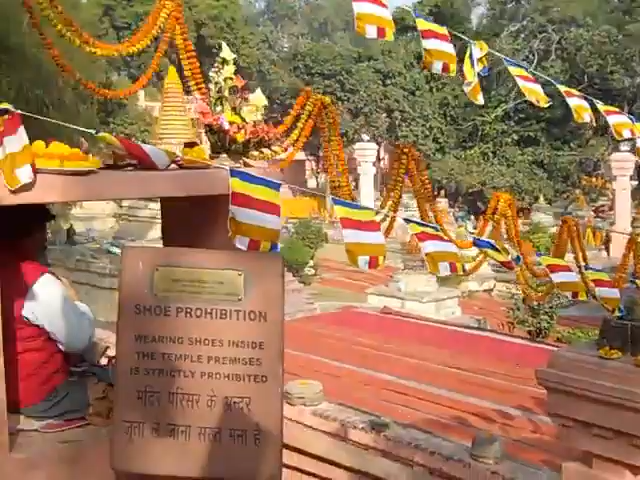 SHOE PROHIBITION
WEARING SHOES INSIDE
THE TEMPLE PREMISES
IS STRICTLY PROHIBITED
मंदिर परिसर के अन्दर
जुता ले जाना सख्त मना है